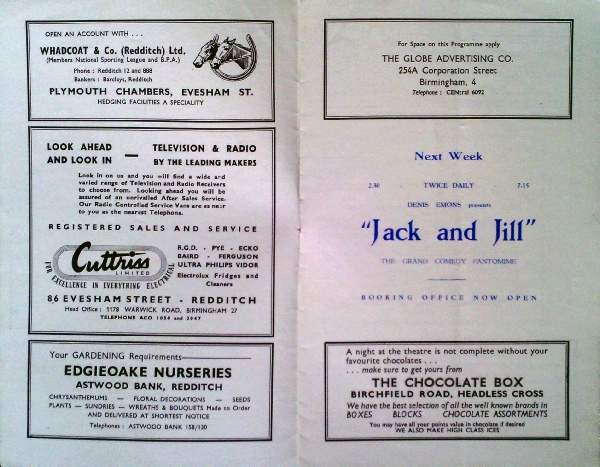 OPEN AN ACCOUNT WITH . . .
WHADCOAT & Co. (Redditch) Ltd.
(Members National Sporting League and B.P.A.)
Phone : Redditch 12 and 888
Bankers : Barclays, Redditch
PLYMOUTH CHAMBERS, EVESHAM ST.
HEDGING FACILITIES A SPECIALITY
LOOK AHEAD AND LOOK IN — TELEVISION & RADIO BY THE LEADING MAKERS
Look in on us and you will find a wide and
varied range of Television and Radio Receivers
to choose from. Looking ahead you will be
assured of an unrivalled After Sales Service.
Our Radio Controlled Service Vans are as near
to you as the nearest Telephone.
REGISTERED SALES AND SERVICE
Cuttriss
LIMITED
FOR EXCELLENCE IN EVERYTHING ELECTRICAL
R.G.D. - PYE - ECKO
BAIRD - FERGUSON
ULTRA PHILIPS VIDOR
Electrolux Fridges and
Cleaners
86 EVESHAM STREET - REDDITCH
Head Office : 1178 WARWICK ROAD, BIRMINGHAM 27
TELEPHONE ACO 1050 and 2047
Your GARDENING Requirements
EDGIEOAKE NURSERIES
ASTWOOD BANK, REDDITCH
CHRYSANTHEMUMS — FLORAL DECORATIONS — SEEDS
PLANTS — SUNDRIES — WREATHS & BOUQUETS Made to Order
AND DELIVERED AT SHORTEST NOTICE
Telephones : ASTWOOD BANK 158/130
For Space on this Programme apply
THE GLOBE ADVERTISING CO.
254A Corporation Street
Birmingham, 4
Telephone : CENtral 6092
Next Week
2.30 . TWICE DAILY . 7-15
DENIS EMONS presents
"Jack and Jill"
THE GRAND COMEDY PANTOMIME
BOOKING OFFICE NOW OPEN
A night at the theatre is not complete without your
favourite chocolates . . .
. . . make sure to get yours from
THE CHOCOLATE BOX
BIRCHFIELD ROAD, HEADLESS CROSS
We have the best selection of all the well known brands in
BOXES BLOCKS CHOCOLATE ASSORTMENTS
You may have all your points value in chocolate if desired
WE ALSO MAKE HIGH CLASS ICES